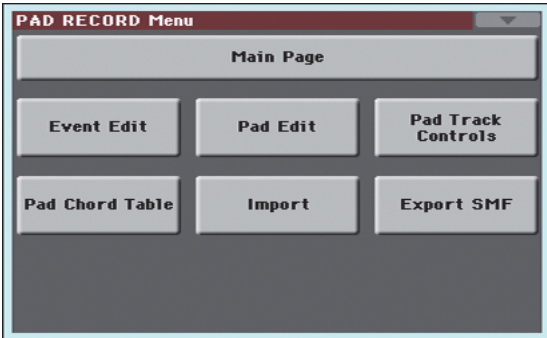 PAD RECORD Menu
Main Page
Event Edit
Pad Edit
Pad Track
Controls
Pad Chord Table
Import
Export SMF